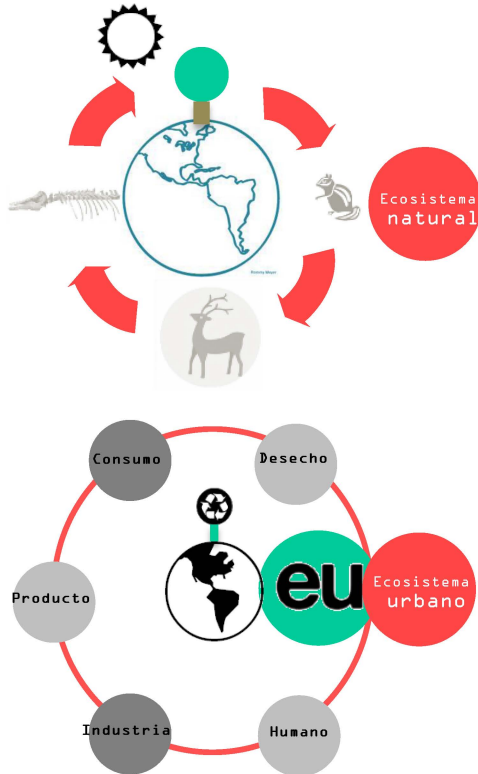 Ecosistema
natural
Consumo
Desecho
eu
Ecosistema
urbano
Producto
Industria
Humano